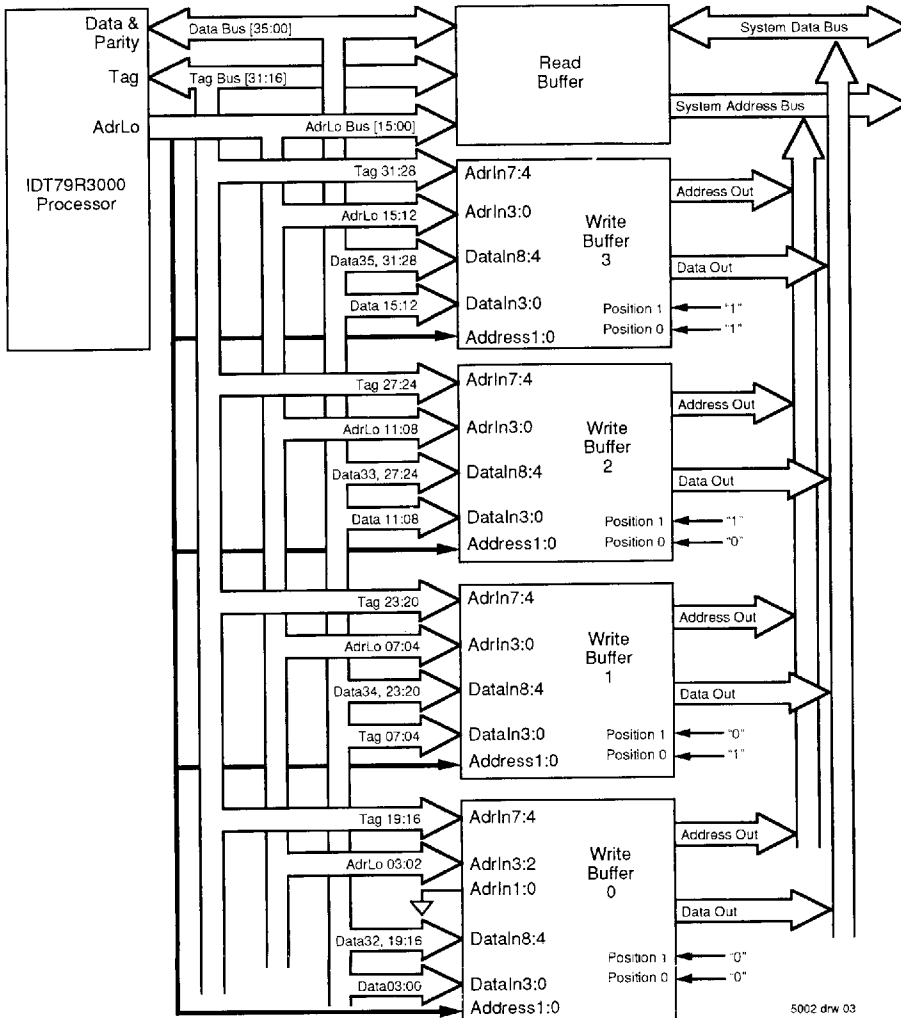 Data &
Parity
Tag
AdrLo
IDT79R3000
Processor
Data Bus [35:00]
Tag Bus [31:16]
AdrLo Bus [15:00]
Read
Buffer
System Data Bus
System Address Bus
Tag 31:28
AdrLo 15:12
Data35, 31:28
Data 15:12
AdrIn7:4
AdrIn3:0
DataIn8:4
DataIn3:0
Address1:0
Write
Buffer
3
Address Out
Data Out
Position 1
"1"
Position 0
"1"
Tag 27:24
AdrLo 11:08
Data33, 27:24
Data 11:08
AdrIn7:4
AdrIn3:0
DataIn8:4
DataIn3:0
Address1:0
Write
Buffer
2
Address Out
Data Out
Position 1
"1"
Position 0
"0"
Tag 23:20
AdrLo 07:04
Data34, 23:20
Tag 07:04
AdrIn7:4
AdrIn3:0
DataIn8:4
DataIn3:0
Address1:0
Write
Buffer
1
Address Out
Data Out
Position 1
"0"
Position 0
"1"
Tag 19:16
AdrLo 03:02
Data32, 19:16
Data03:00
AdrIn7:4
AdrIn3:2
AdrIn1:0
DataIn8:4
DataIn3:0
Address1:0
Write
Buffer
0
Address Out
Data Out
Position 1
"0"
Position 0
"0"
5002 drw 03